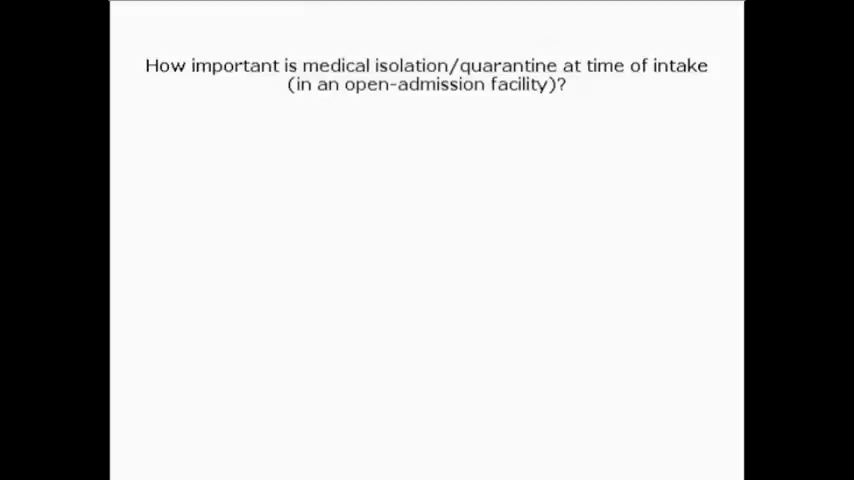 How important is medical isolation/quarantine at time of intake
(in an open-admission facility)?